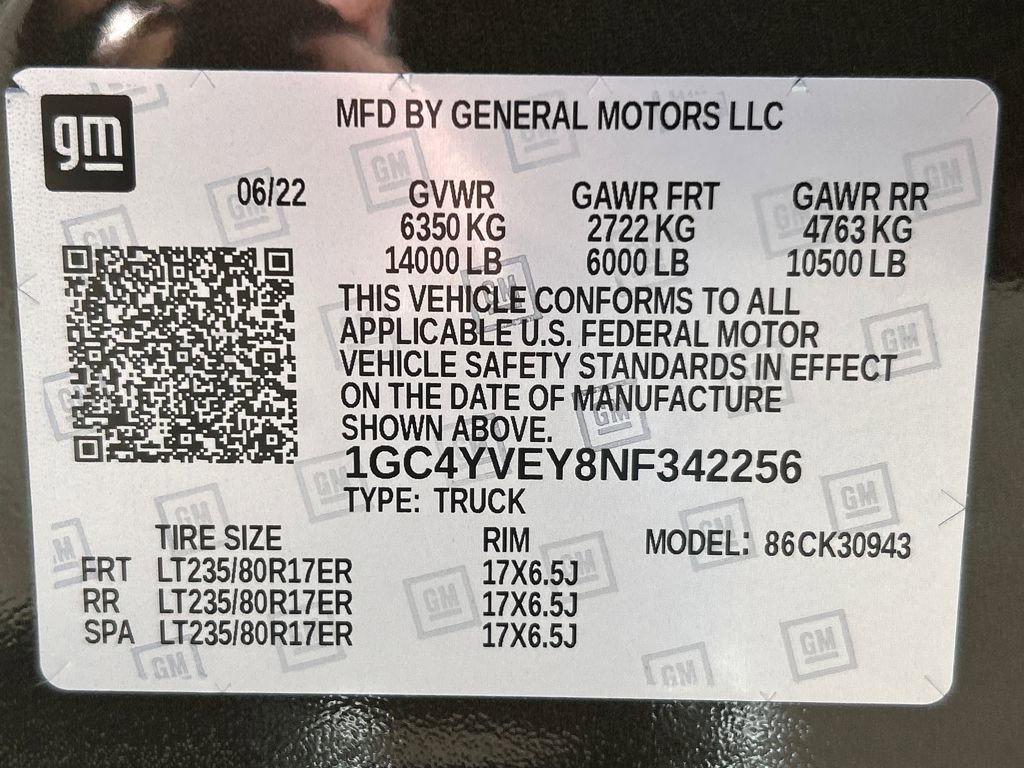 gm
MFD BY GENERAL MOTORS LLC
06/22 GVWR GAWR FRT GAWR RR
6350 KG 2722 KG 4763 KG
14000 LB 6000 LB 10500 LB
THIS VEHICLE CONFORMS TO ALL
APPLICABLE U.S. FEDERAL MOTOR
VEHICLE SAFETY STANDARDS IN EFFECT
ON THE DATE OF MANUFACTURE
SHOWN ABOVE.
1GC4YVEY8NF342256
TYPE: TRUCK
TIRE SIZE RIM MODEL: 86CK30943
FRT LT235/80R17ER 17X6.5J
RR LT235/80R17ER 17X6.5J
SPA LT235/80R17ER 17X6.5J